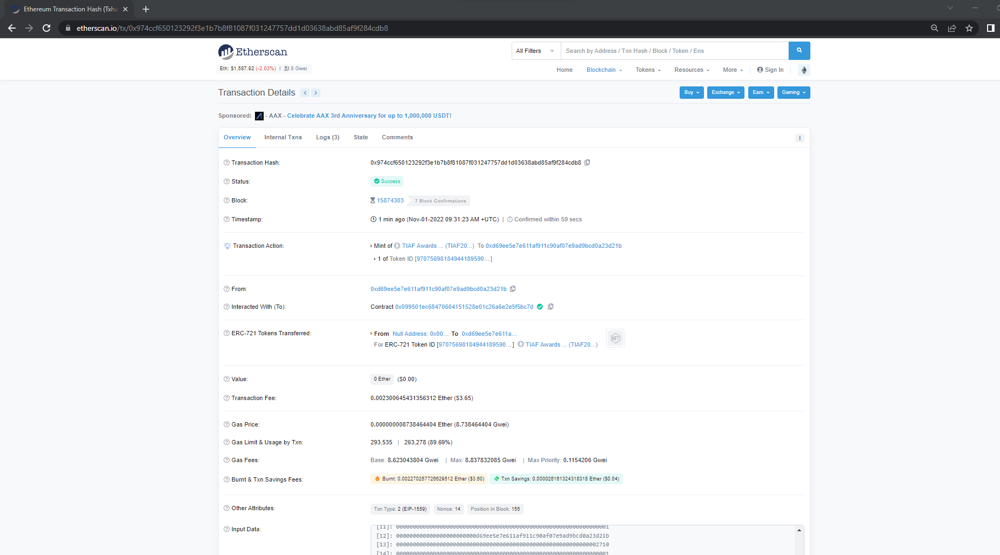 Ethereum Transaction Hash (Txha
etherscan.io/tx/0x974ccf650123292f3e1b7b8f81087f031247757dd1d03638abd85af9f284cdb8
Etherscan
All Filters
Search by Address / Txn Hash / Block / Token / Ens
Eth: $1,587.92 (-2.03%) | 8 Gwei
Home Blockchain Tokens Resources More Sign In
Transaction Details
Buy Exchange Earn Gaming
Sponsored: - AAX - Celebrate AAX 3rd Anniversary for up to 1,000,000 USDT!
Overview Internal Txns Logs (3) State Comments
Transaction Hash: 0x974ccf650123292f3e1b7b8f81087f031247757dd1d03638abd85af9f284cdb8
Status: Success
Block: 15874303 7 Block Confirmations
Timestamp: 1 min ago (Nov-01-2022 09:31:23 AM +UTC) | Confirmed within 59 secs
Transaction Action: Mint of TIAF Awards ... (TIAF20...) To 0xd69ee5e7e611af911c90af07e9ad9bcd0a23d21b
1 of Token ID [97075698184944189590...]
From: 0xd69ee5e7e611af911c90af07e9ad9bcd0a23d21b
Interacted With (To): Contract 0x099501ec68470604151528e01c26a6e2e5f5bc7d
ERC-721 Tokens Transferred: From Null Address: 0x00... To 0xd69ee5e7e611a...
NFT
For ERC-721 Token ID [97075698184944189590...] TIAF Awards ... (TIAF20...)
Value: 0 Ether ($0.00)
Transaction Fee: 0.002300645431356312 Ether ($3.65)
Gas Price: 0.000000008738464404 Ether (8.738464404 Gwei)
Gas Limit & Usage by Txn: 293,535 | 263,278 (89.69%)
Gas Fees: Base: 8.623043804 Gwei | Max: 8.837832085 Gwei | Max Priority: 0.1154206 Gwei
Burnt & Txn Savings Fees: Burnt: 0.002270257726629512 Ether ($3.60) Txn Savings: 0.000026161324318318 Ether ($0.04)
Other Attributes: Txn Type: 2 (EIP-1559) Nonce: 14 Position In Block: 155
Input Data:
[11]: 0000000000000000000000000000000000000000000000000000000000000001
[12]: 000000000000000000000000d69ee5e7e611af911c90af07e9ad9bcd0a23d21b
[13]: 0000000000000000000000000000000000000000000000000000000000002710
[14]: 0000000000000000000000000000000000000000000000000000000000000001